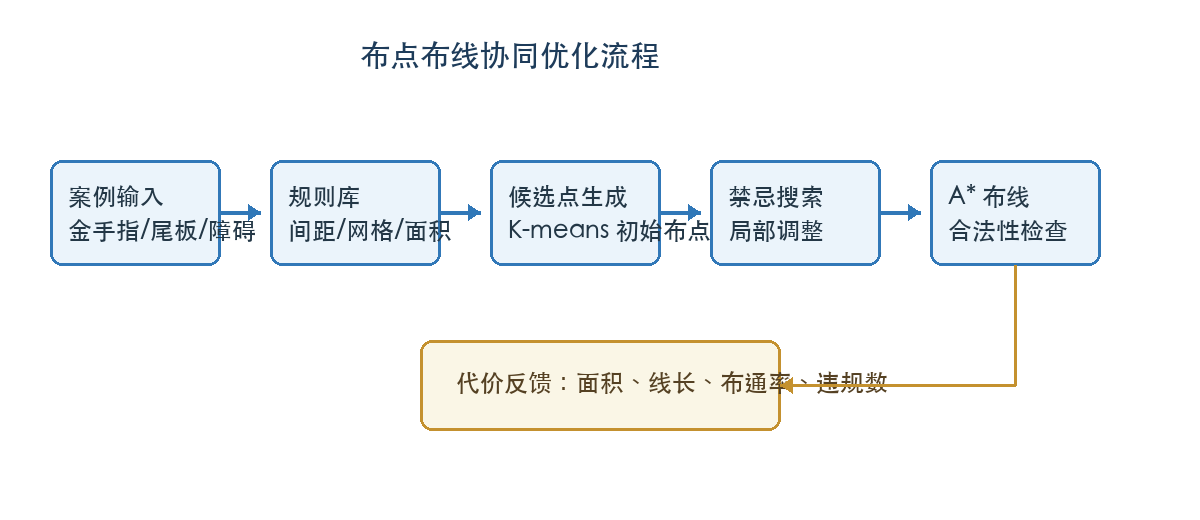 布点布线协同优化流程
案例输入
金手指/尾板/障碍
规则库
间距/网格/面积
候选点生成
K-means 初始布点
禁忌搜索
局部调整
A* 布线
合法性检查
代价反馈：面积、线长、布通率、违规数